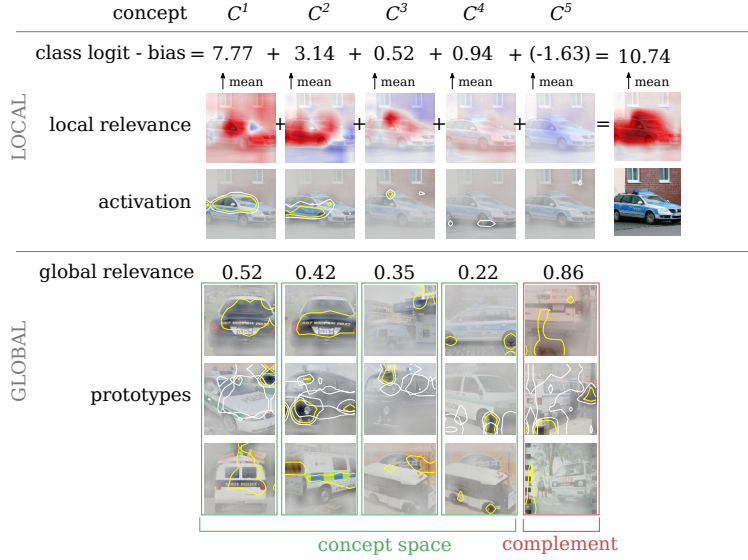 concept C¹ C² C³ C⁴ C⁵
class logit - bias = 7.77 + 3.14 + 0.52 + 0.94 + (-1.63) = 10.74
mean mean mean mean mean mean
LOCAL
local relevance + + + + =
activation
global relevance 0.52 0.42 0.35 0.22 0.86
GLOBAL
prototypes
concept space complement